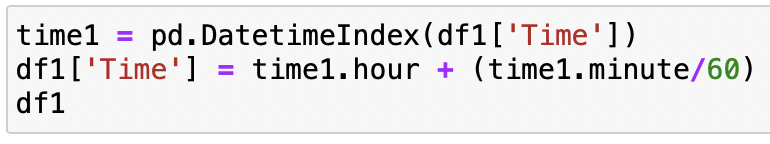 time1 = pd.DatetimeIndex(df1['Time'])
df1['Time'] = time1.hour + (time1.minute/60)
df1